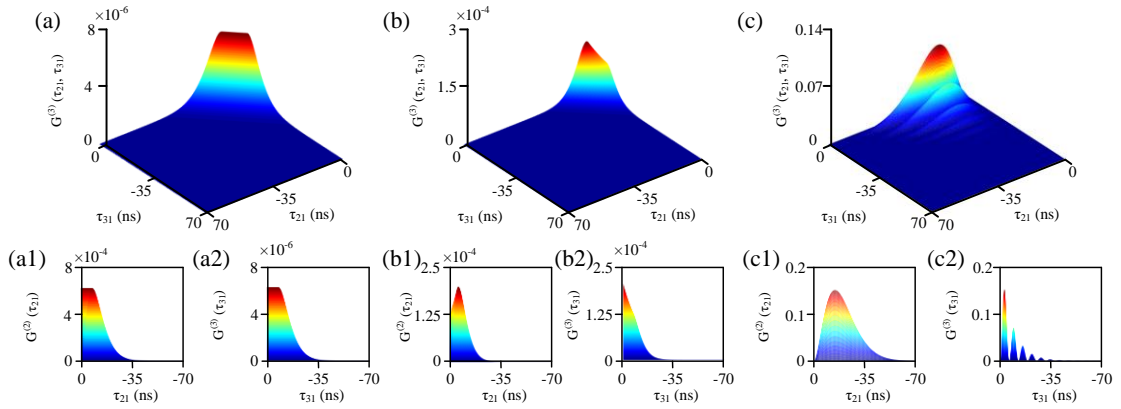 (a) ×10⁻⁶
8
4
0
G⁽³⁾ (τ₂₁, τ₃₁)
0
-35
70
τ₃₁ (ns)
70
-35
0
τ₂₁ (ns)
(b) ×10⁻⁴
3
1.5
0
G⁽³⁾ (τ₂₁, τ₃₁)
0
-35
70
τ₃₁ (ns)
70
-35
0
τ₂₁ (ns)
(c)
0.14
0.07
0
G⁽³⁾ (τ₂₁, τ₃₁)
0
-35
70
τ₃₁ (ns)
70
-35
0
τ₂₁ (ns)
(a1) ×10⁻⁴
8
4
0
G⁽²⁾ (τ₂₁)
0 -35 -70
τ₂₁ (ns)
(a2) ×10⁻⁶
8
4
0
G⁽³⁾ (τ₃₁)
0 -35 -70
τ₃₁ (ns)
(b1) ×10⁻⁴
2.5
1.25
0
G⁽²⁾ (τ₂₁)
0 -35 -70
τ₂₁ (ns)
(b2) ×10⁻⁴
2.5
1.25
0
G⁽³⁾ (τ₃₁)
0 -35 -70
τ₃₁ (ns)
(c1)
0.2
0.1
0
G⁽²⁾ (τ₂₁)
0 -35 -70
τ₂₁ (ns)
(c2)
0.2
0.1
0
G⁽³⁾ (τ₃₁)
0 -35 -70
τ₃₁ (ns)